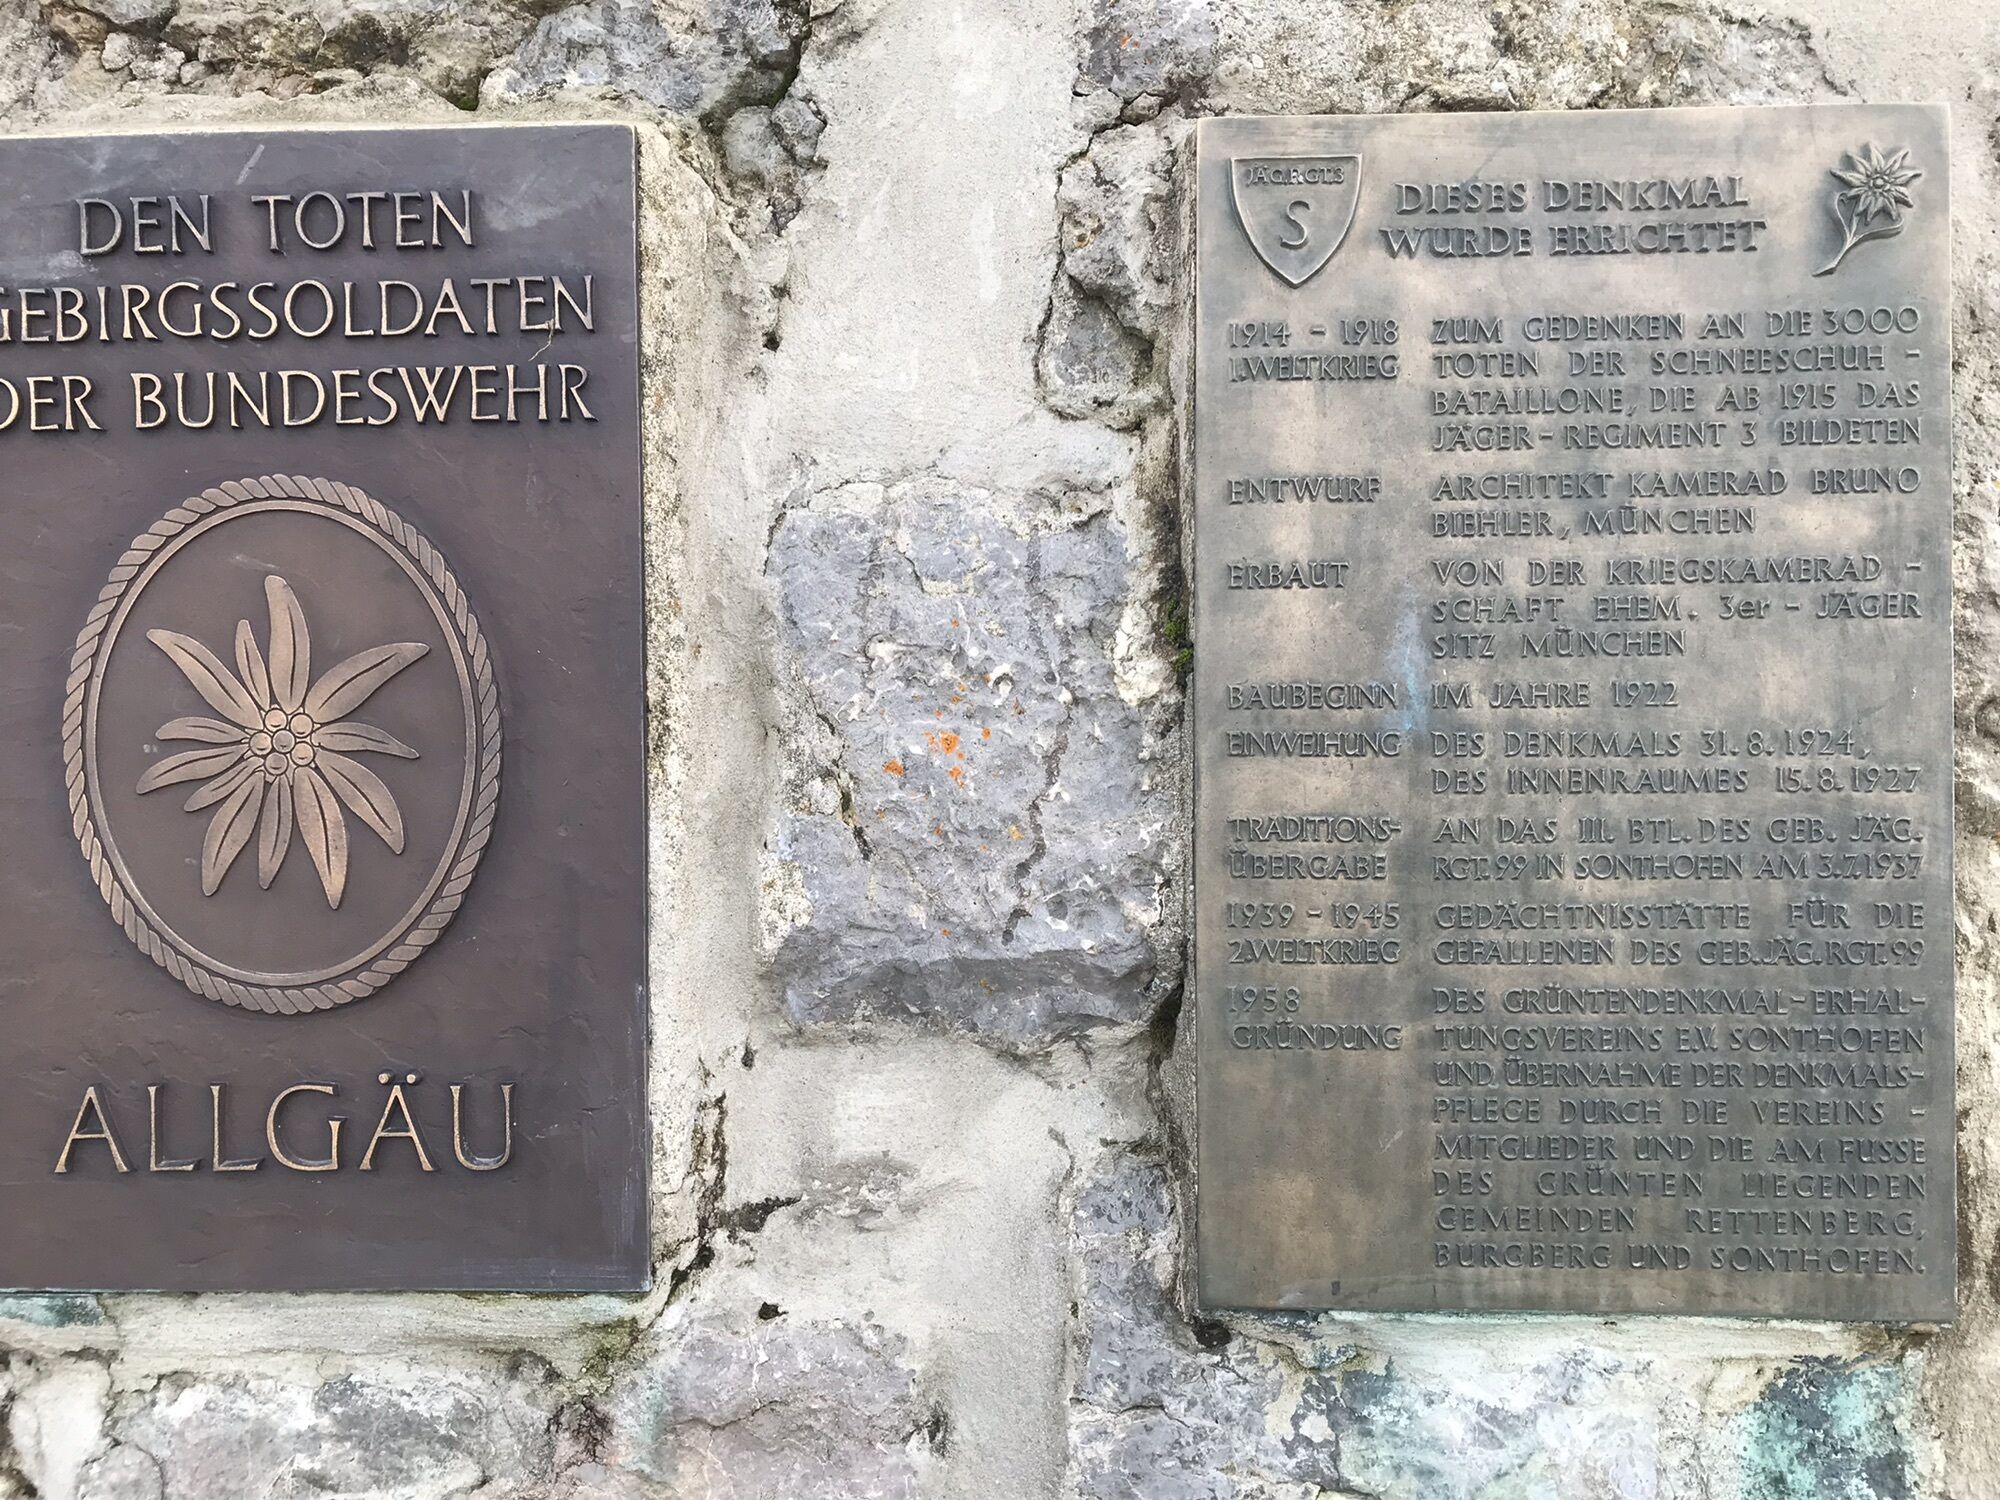 DEN TOTEN
GEBIRGSSOLDATEN
DER BUNDESWEHR
ALLGÄU
JÄG.RGT.3
S
DIESES DENKMAL
WURDE ERRICHTET
1914 - 1918 ZUM GEDENKEN AN DIE 3000
1.WELTKRIEG TOTEN DER SCHNEESCHUH -
BATAILLONE, DIE AB 1915 DAS
JÄGER - REGIMENT 3 BILDETEN
ENTWURF ARCHITEKT KAMERAD BRUNO
BIEHLER, MÜNCHEN
ERBAUT VON DER KRIEGSKAMERAD -
SCHAFT EHEM. 3er - JÄGER
SITZ MÜNCHEN
BAUBEGINN IM JAHRE 1922
EINWEIHUNG DES DENKMALS 31.8.1924,
DES INNENRAUMES 15.8.1927
TRADITIONS- AN DAS III. BTL. DES GEB. JÄG.
ÜBERGABE RGT. 99 IN SONTHOFEN AM 3.7.1937
1939 - 1945 GEDÄCHTNISSTÄTTE FÜR DIE
2.WELTKRIEG GEFALLENEN DES GEB.JÄG.RGT.99
1958 DES GRÜNTENDENKMAL-ERHAL-
GRÜNDUNG TUNGSVEREINS E.V. SONTHOFEN
UND ÜBERNAHME DER DENKMALS-
PFLEGE DURCH DIE VEREINS -
MITGLIEDER UND DIE AM FUSSE
DES GRÜNTEN LIEGENDEN
GEMEINDEN RETTENBERG,
BURGBERG UND SONTHOFEN.